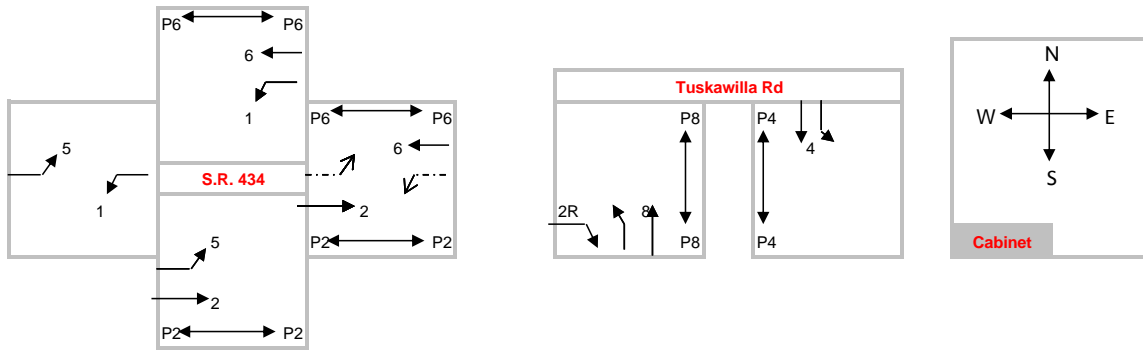 P6 P6
6
1
5
1
S.R. 434
P6 P6
6
2
P2 P2
5
2
P2 P2
Tuskawilla Rd
P8 P4
4
2R 8
P8 P4
N
W E
S
Cabinet